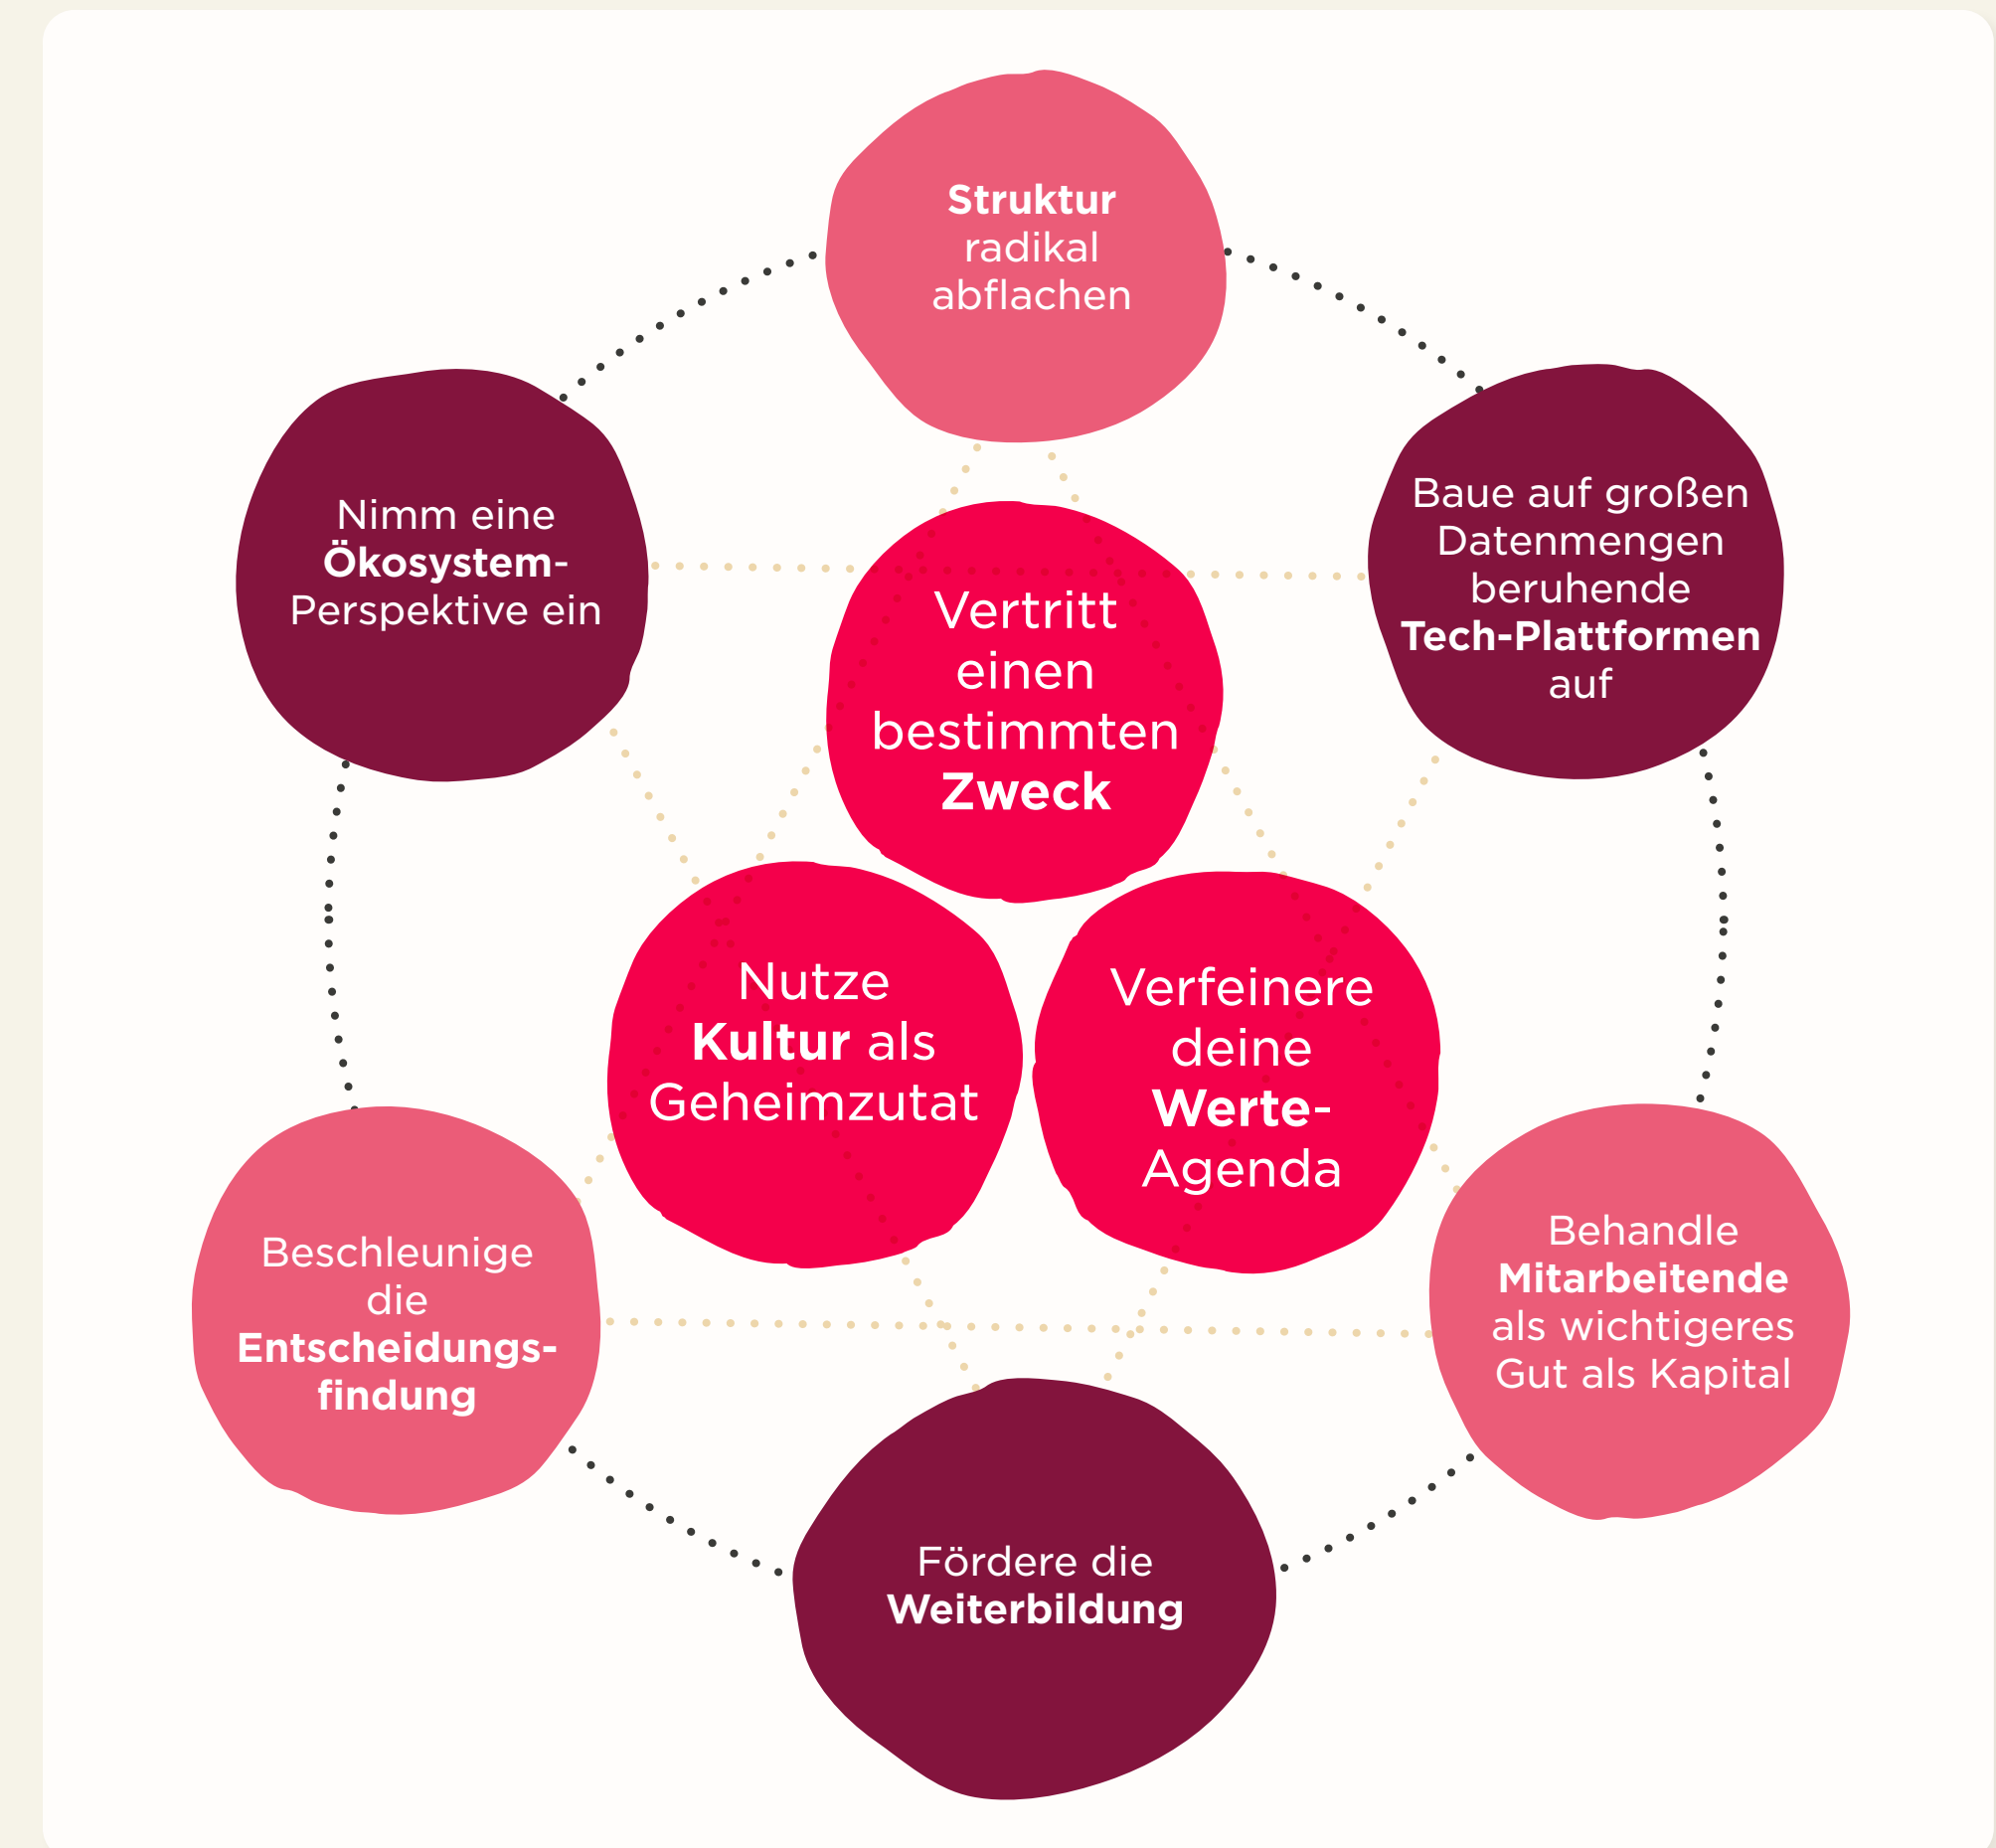 Struktur
radikal
abflachen
Nimm eine
Ökosystem-
Perspektive ein
Baue auf großen
Datenmengen
beruhende
Tech-Plattformen
auf
Vertritt
einen
bestimmten
Zweck
Nutze
Kultur als
Geheimzutat
Verfeinere
deine
Werte-
Agenda
Beschleunige
die
Entscheidungs-
findung
Behandle
Mitarbeitende
als wichtigeres
Gut als Kapital
Fördere die
Weiterbildung